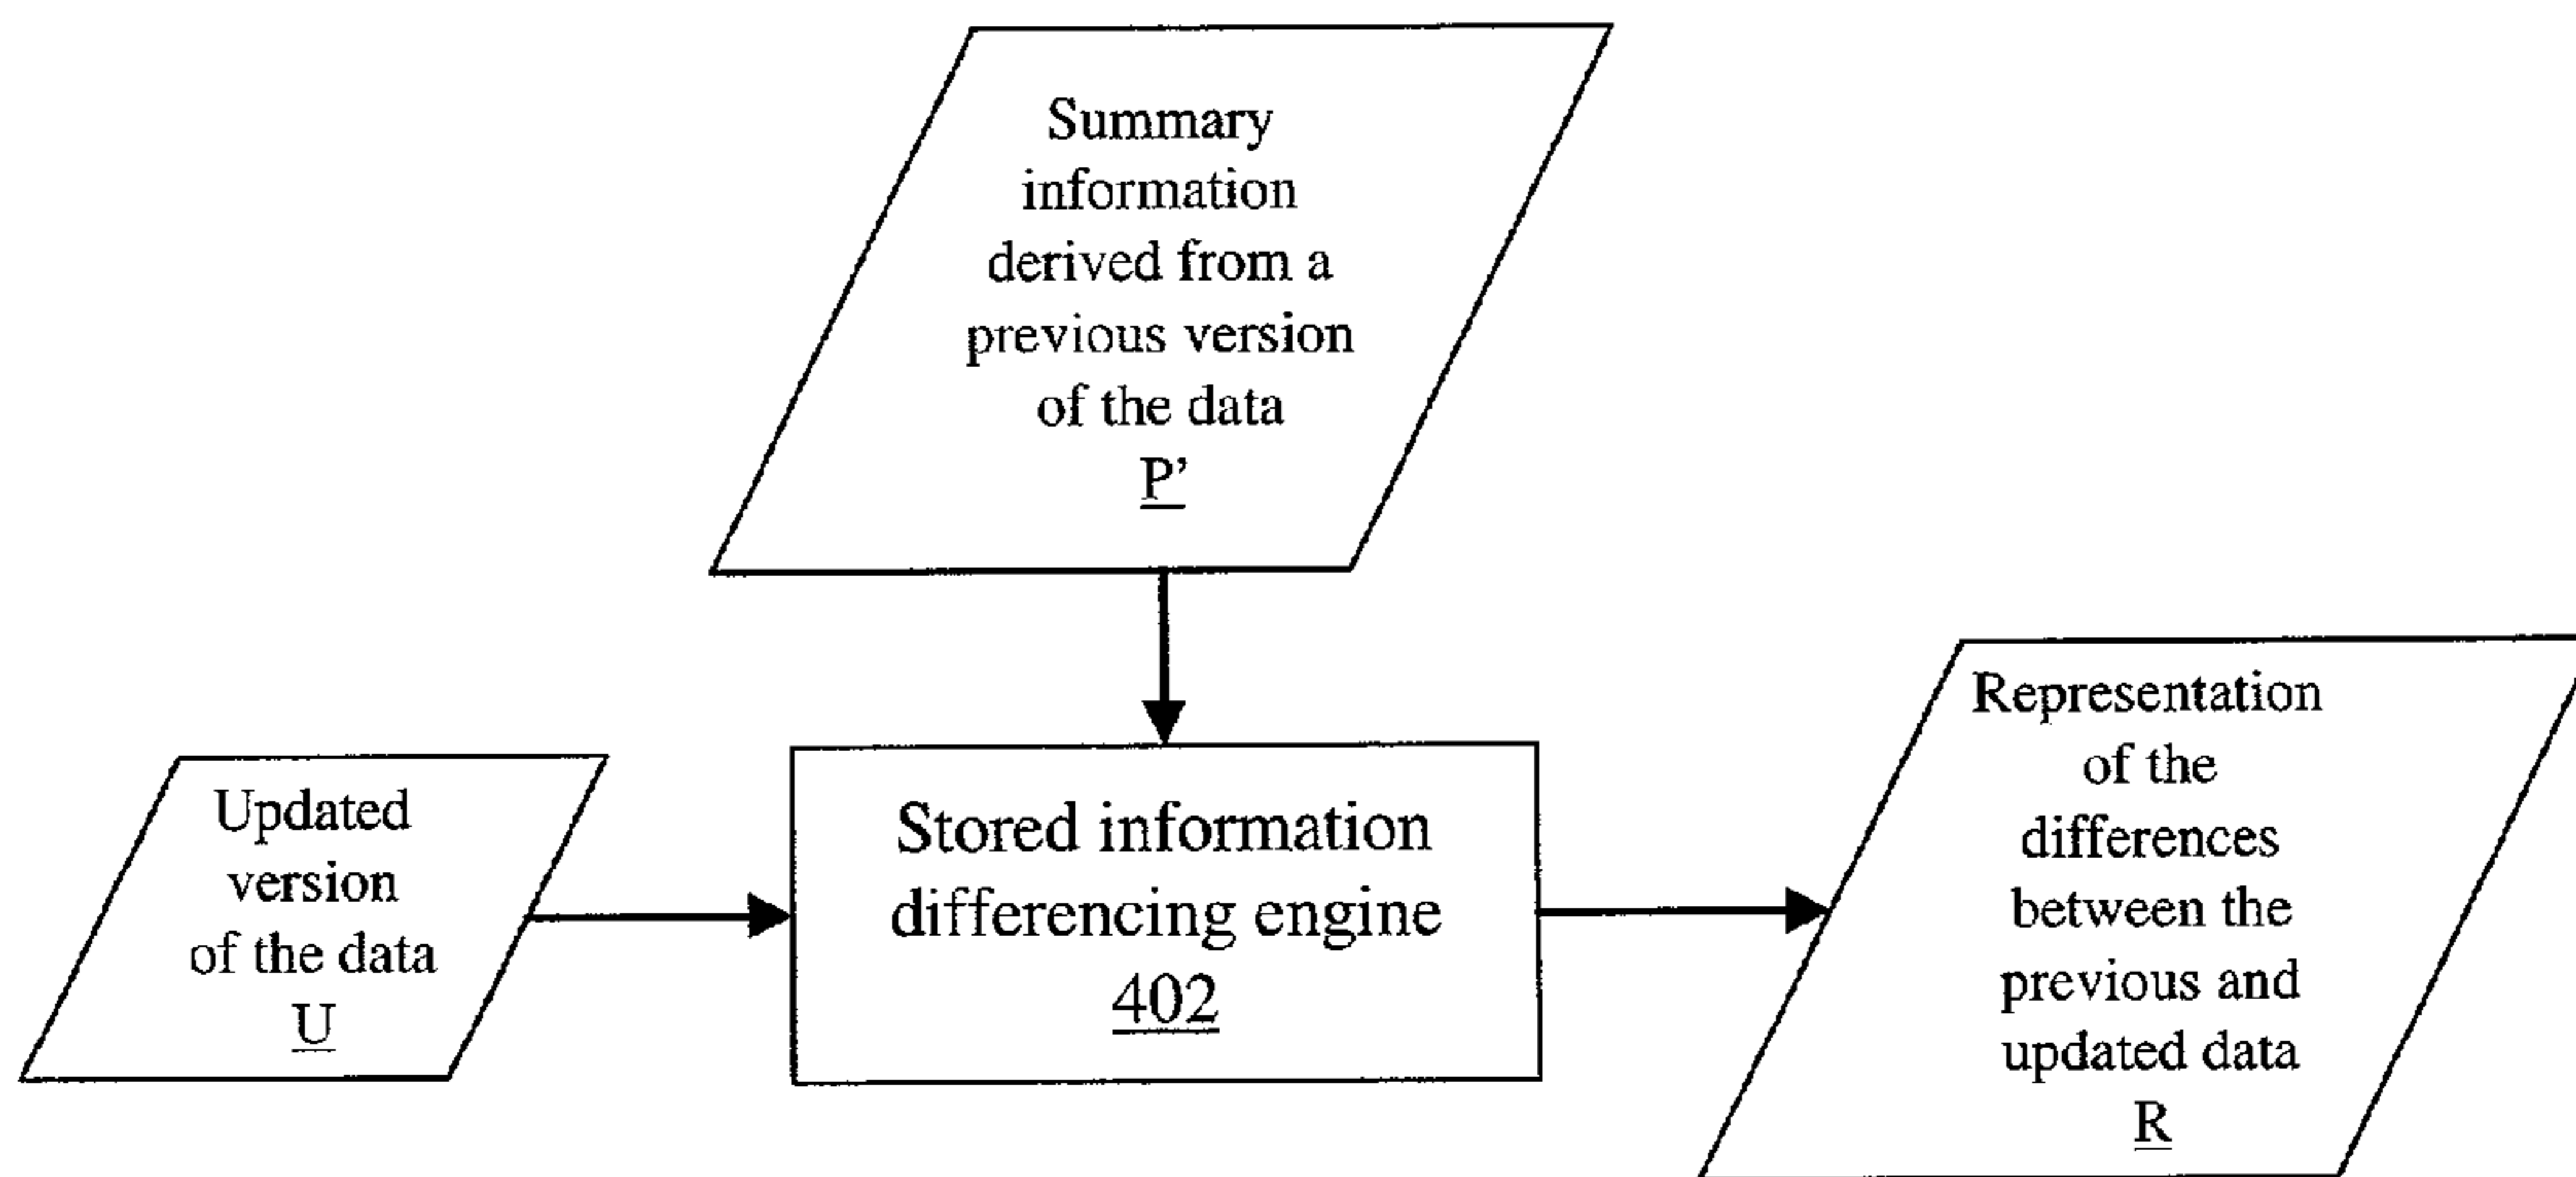 Summary
information
derived from a
previous version
of the data
P’
Updated
version
of the data
U
Stored information
differencing engine
402
Representation
of the
differences
between the
previous and
updated data
R